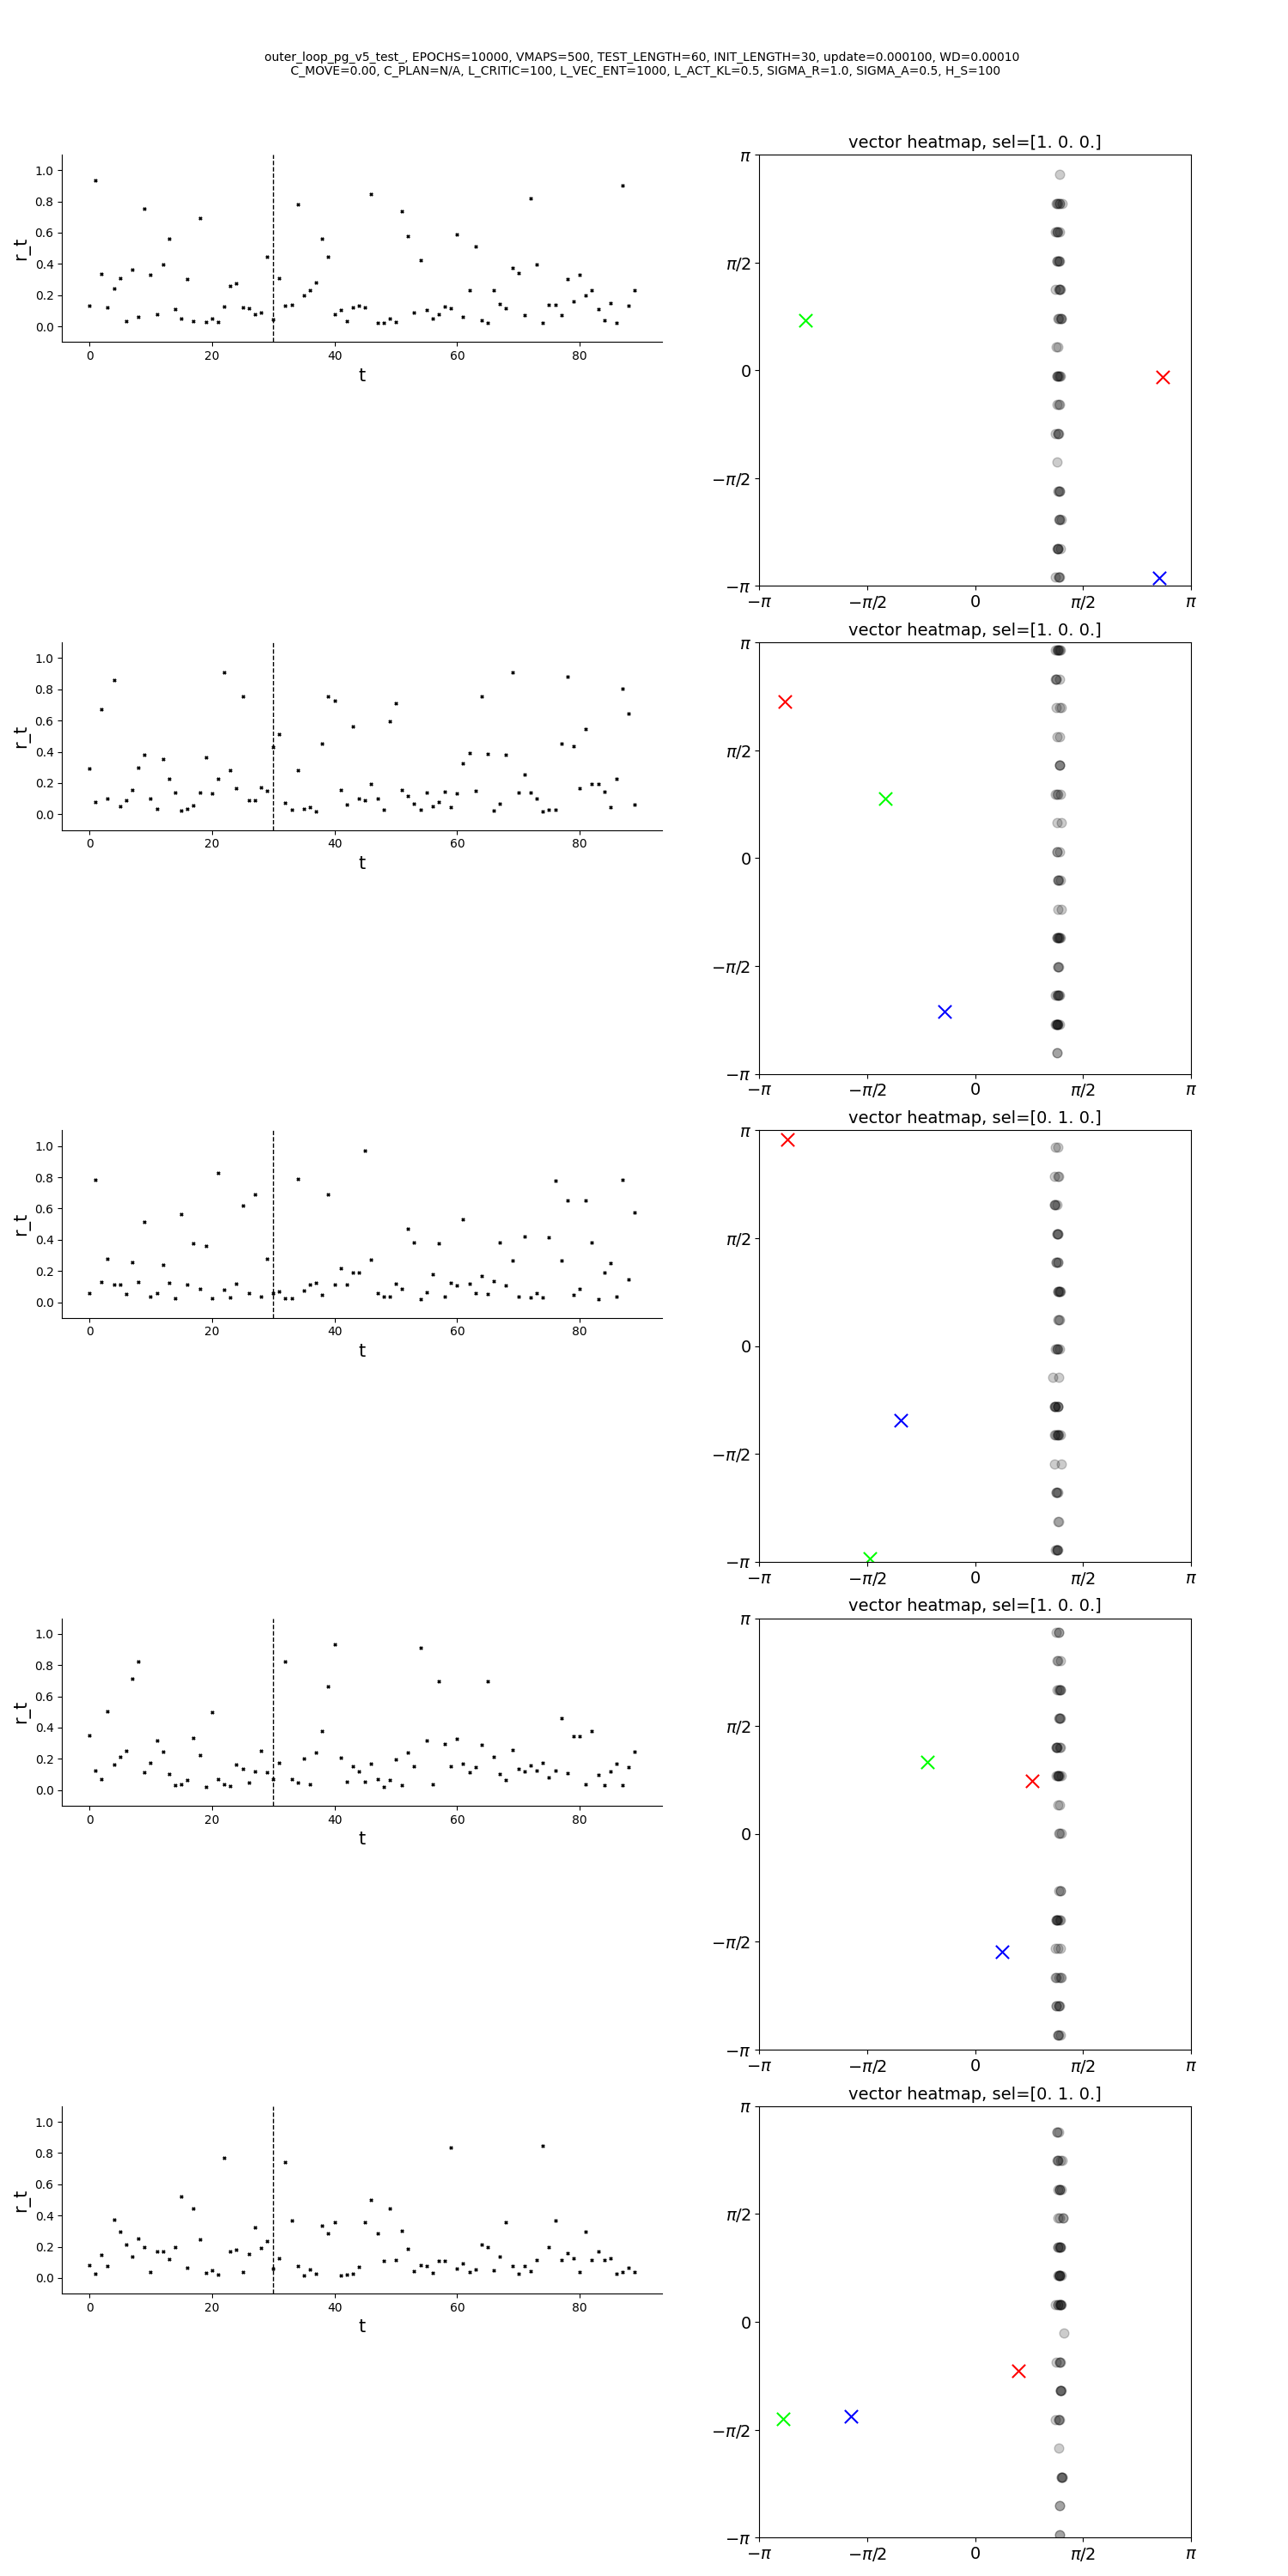 outer_loop_pg_v5_test_, EPOCHS=10000, VMAPS=500, TEST_LENGTH=60, INIT_LENGTH=30, update=0.000100, WD=0.00010
C_MOVE=0.00, C_PLAN=N/A, L_CRITIC=100, L_VEC_ENT=1000, L_ACT_KL=0.5, SIGMA_R=1.0, SIGMA_A=0.5, H_S=100
vector heatmap, sel=[1. 0. 0.]
1.0
0.8
0.6
0.4
0.2
0.0
r_t
0 20 40 60 80
t
π
π/2
0
−π/2
−π
−π −π/2 0 π/2 π
vector heatmap, sel=[1. 0. 0.]
1.0
0.8
0.6
0.4
0.2
0.0
r_t
0 20 40 60 80
t
π
π/2
0
−π/2
−π
−π −π/2 0 π/2 π
vector heatmap, sel=[0. 1. 0.]
1.0
0.8
0.6
0.4
0.2
0.0
r_t
0 20 40 60 80
t
π
π/2
0
−π/2
−π
−π −π/2 0 π/2 π
vector heatmap, sel=[1. 0. 0.]
1.0
0.8
0.6
0.4
0.2
0.0
r_t
0 20 40 60 80
t
π
π/2
0
−π/2
−π
−π −π/2 0 π/2 π
vector heatmap, sel=[0. 1. 0.]
1.0
0.8
0.6
0.4
0.2
0.0
r_t
0 20 40 60 80
t
π
π/2
0
−π/2
−π
−π −π/2 0 π/2 π